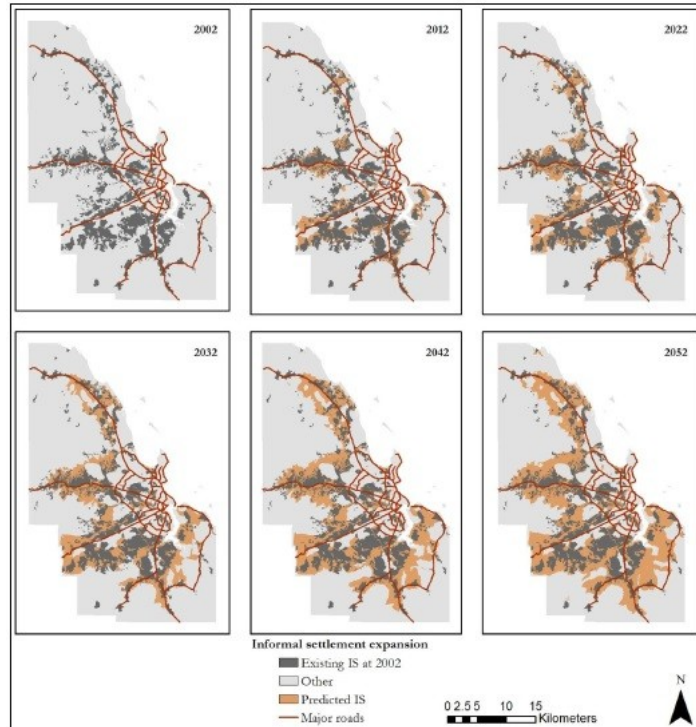 2002
2012
2022
2032
2042
2052
Informal settlement expansion
Existing IS at 2002
Other
Predicted IS
Major roads
0 2.5 5 10 15
Kilometers
N